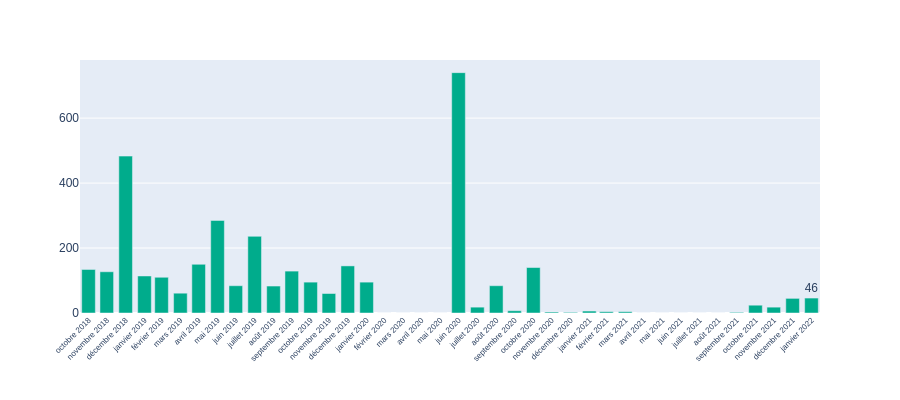 600
400
200
0
46
octobre 2018
novembre 2018
décembre 2018
janvier 2019
février 2019
mars 2019
avril 2019
mai 2019
juin 2019
juillet 2019
août 2019
septembre 2019
octobre 2019
novembre 2019
décembre 2019
janvier 2020
février 2020
mars 2020
avril 2020
mai 2020
juin 2020
juillet 2020
août 2020
septembre 2020
octobre 2020
novembre 2020
décembre 2020
janvier 2021
février 2021
mars 2021
avril 2021
mai 2021
juin 2021
juillet 2021
août 2021
septembre 2021
octobre 2021
novembre 2021
décembre 2021
janvier 2022